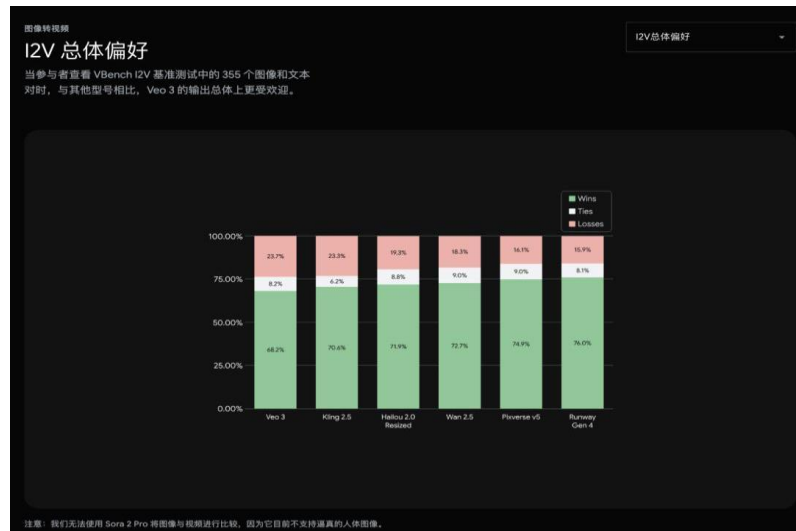 图像转视频
I2V 总体偏好
当参与者查看 VBench I2V 基准测试中的 355 个图像和文本
对时，与其他型号相比，Veo 3 的输出总体上更受欢迎。
I2V总体偏好
Wins
Ties
Losses
100.00%
75.00%
50.00%
25.00%
0.00%
23.7%
23.3%
19.3%
18.3%
16.1%
15.9%
8.2%
6.2%
8.8%
9.0%
9.0%
8.1%
68.2%
70.6%
71.9%
72.7%
74.9%
76.0%
Veo 3
Kling 2.5
Hailou 2.0
Resized
Wan 2.5
Pixverse v5
Runway
Gen 4
注意：我们无法使用 Sora 2 Pro 将图像与视频进行比较，因为它目前不支持逼真的人体图像。